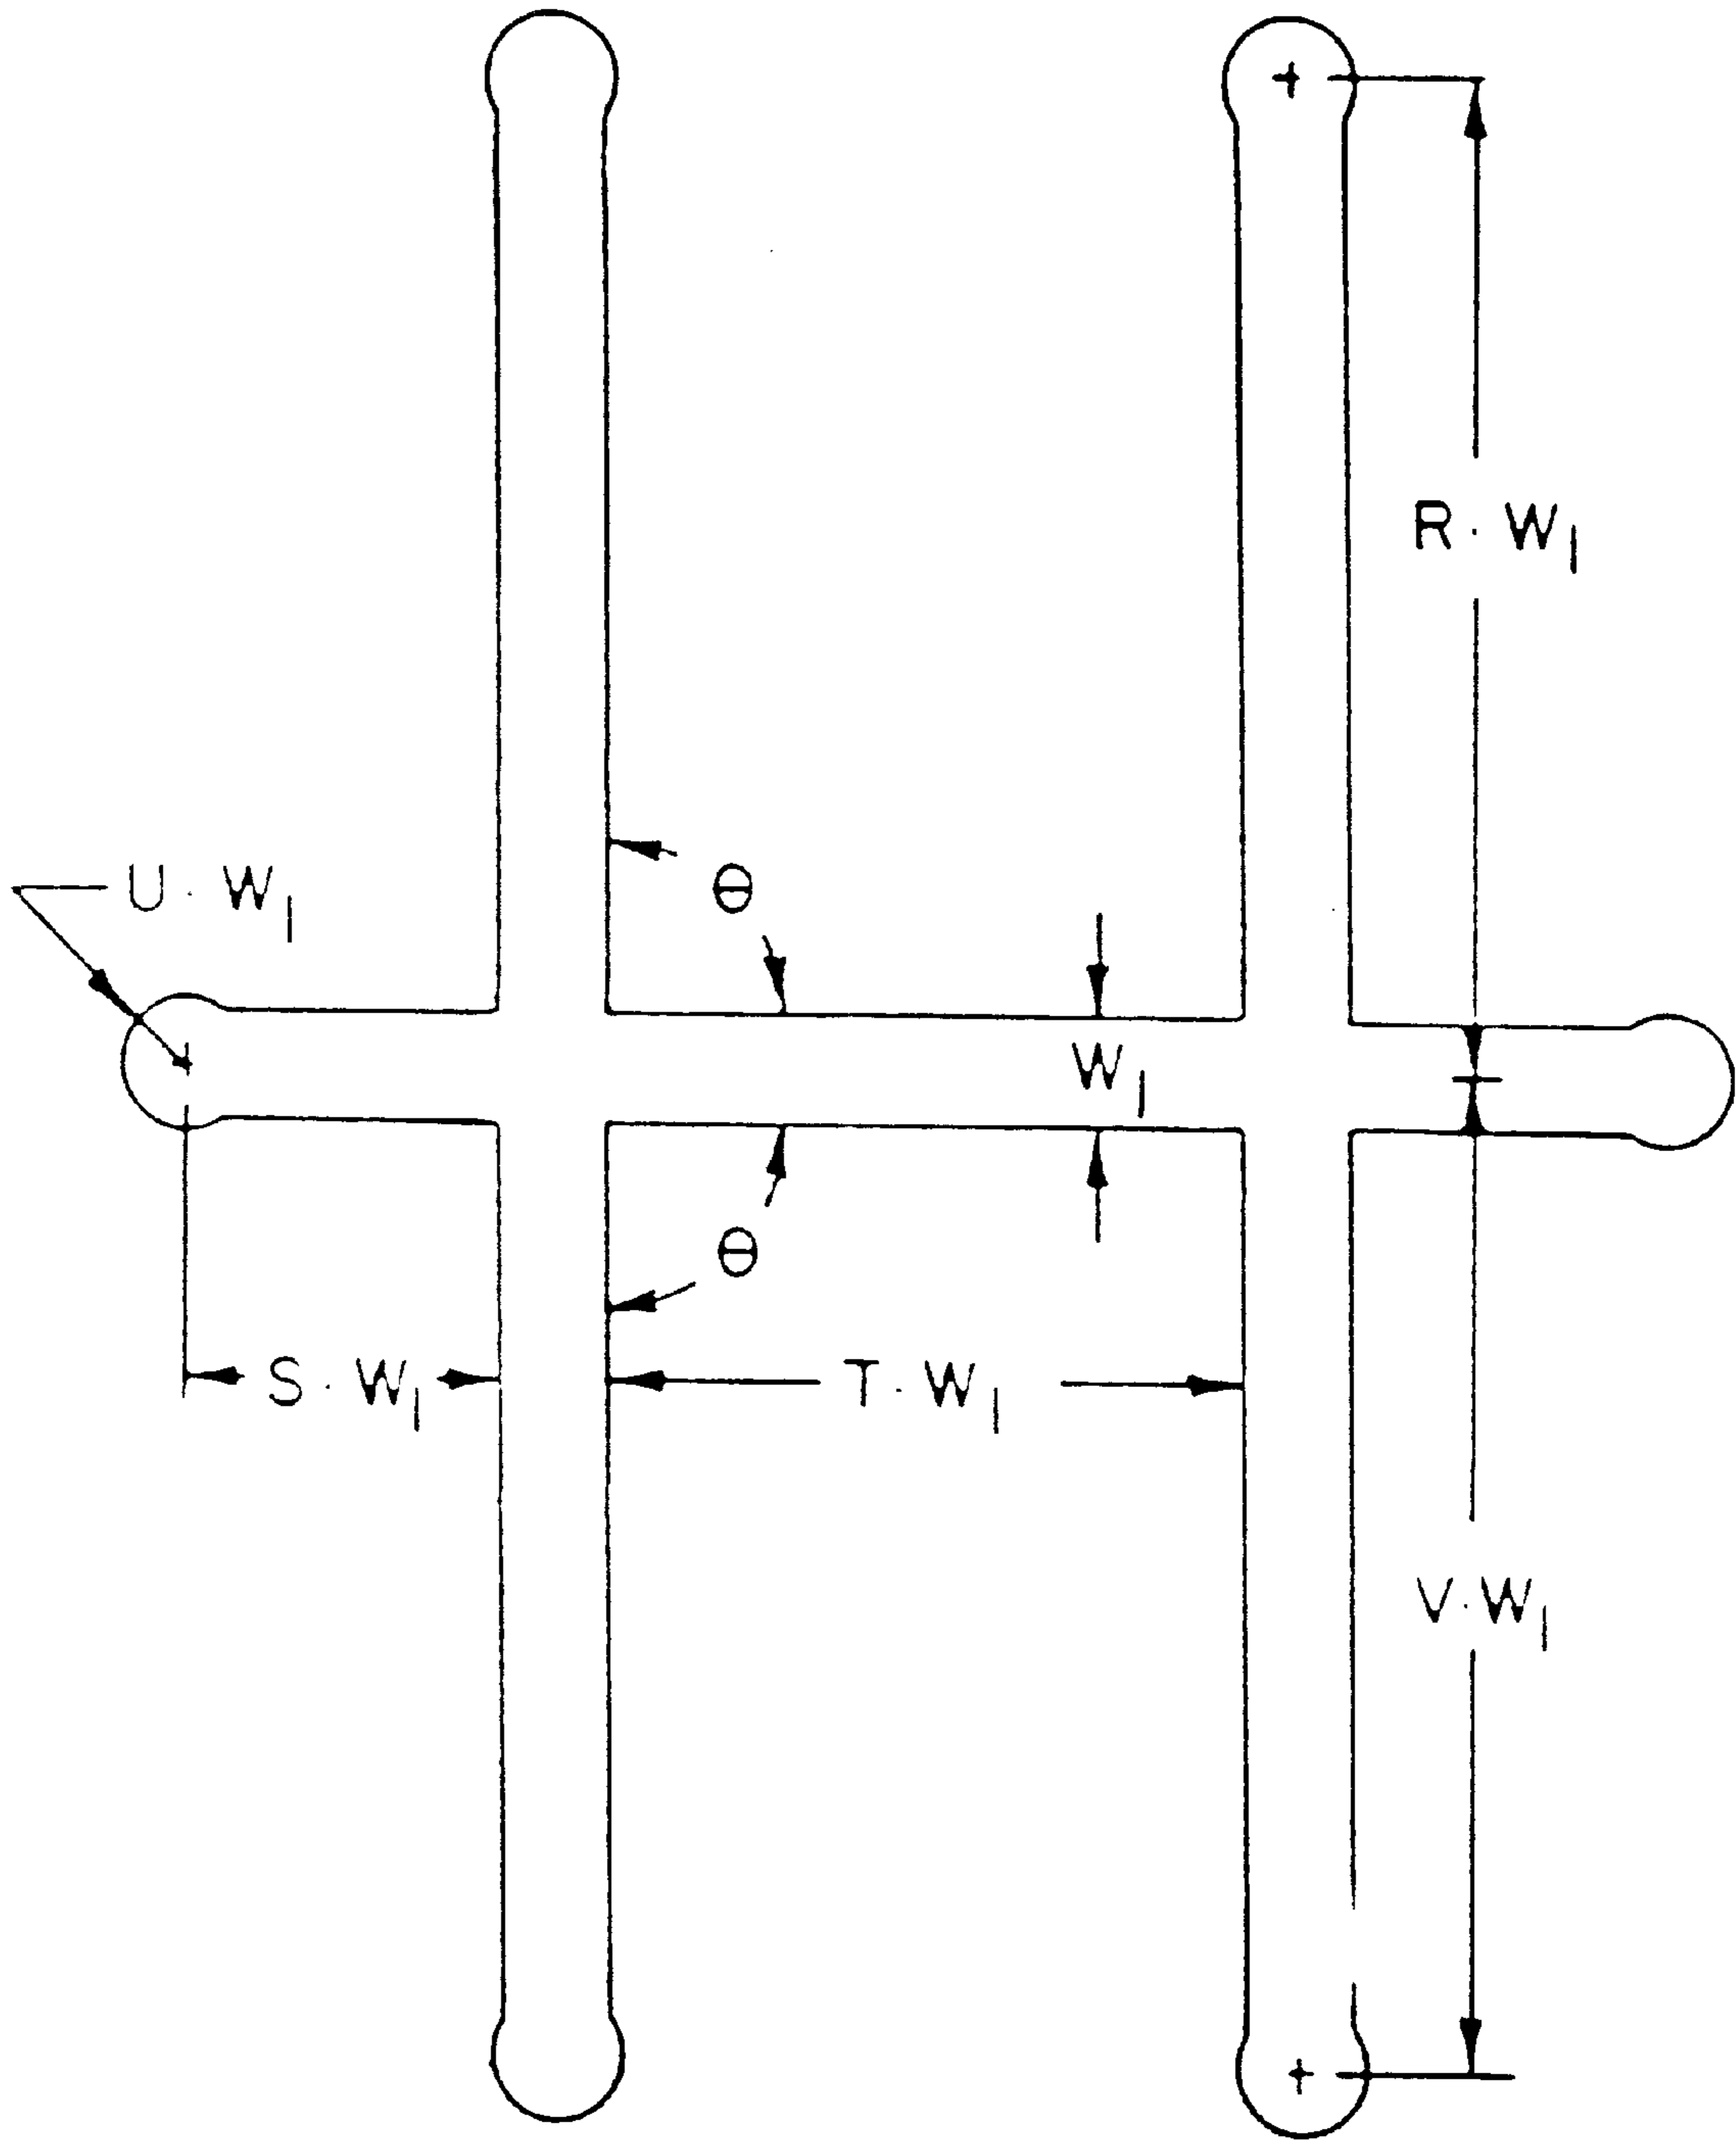 R · W₁
U · W₁
θ
W₁
θ
S · W₁
T · W₁
V · W₁